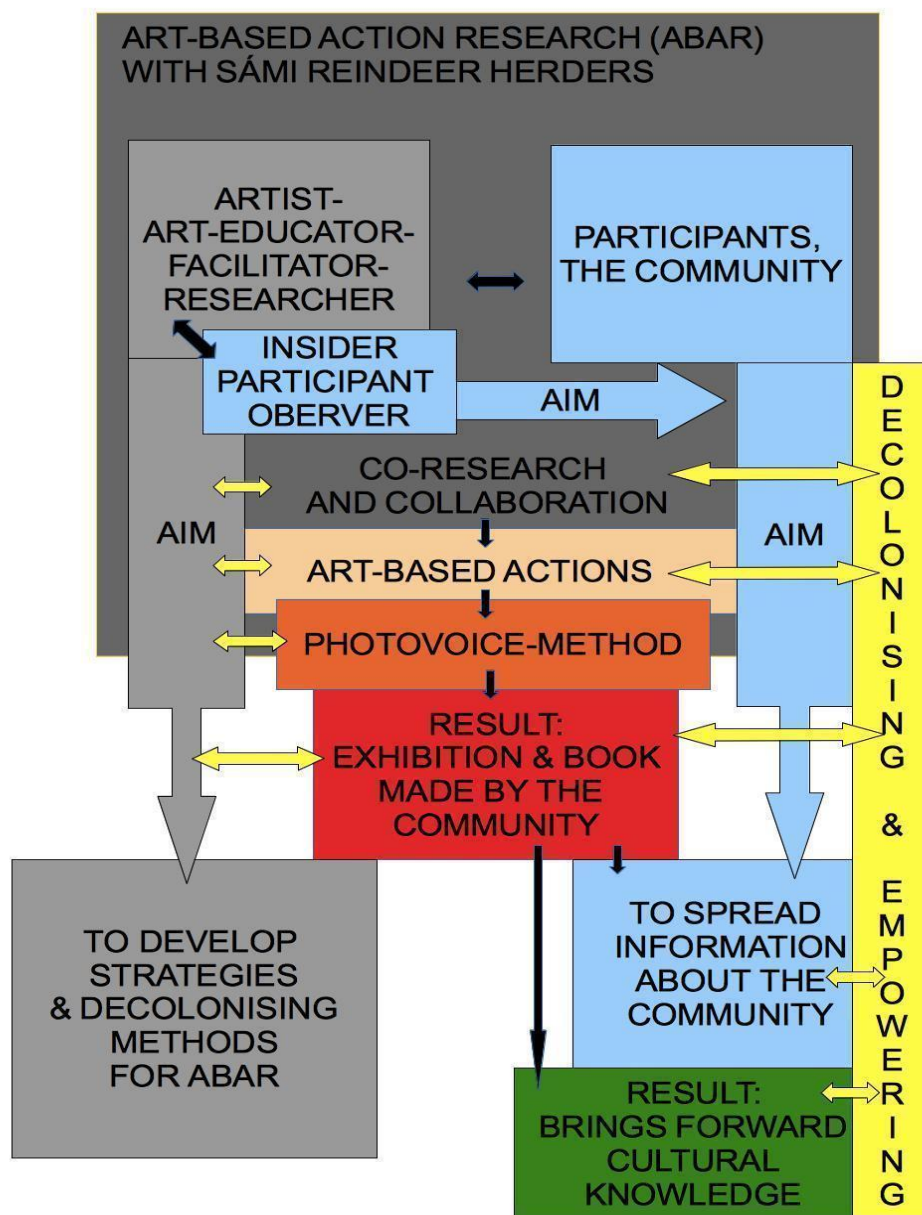 ART-BASED ACTION RESEARCH (ABAR)
WITH SÁMI REINDEER HERDERS
ARTIST-
ART-EDUCATOR-
FACILITATOR-
RESEARCHER
PARTICIPANTS,
THE COMMUNITY
INSIDER
PARTICIPANT
OBERVER
AIM
CO-RESEARCH
AND COLLABORATION
AIM
AIM
ART-BASED ACTIONS
PHOTOVOICE-METHOD
RESULT:
EXHIBITION & BOOK
MADE BY THE
COMMUNITY
TO DEVELOP
STRATEGIES
& DECOLONISING
METHODS
FOR ABAR
TO SPREAD
INFORMATION
ABOUT THE
COMMUNITY
RESULT:
BRINGS FORWARD
CULTURAL
KNOWLEDGE
DECOLONISING & EMPOWERING